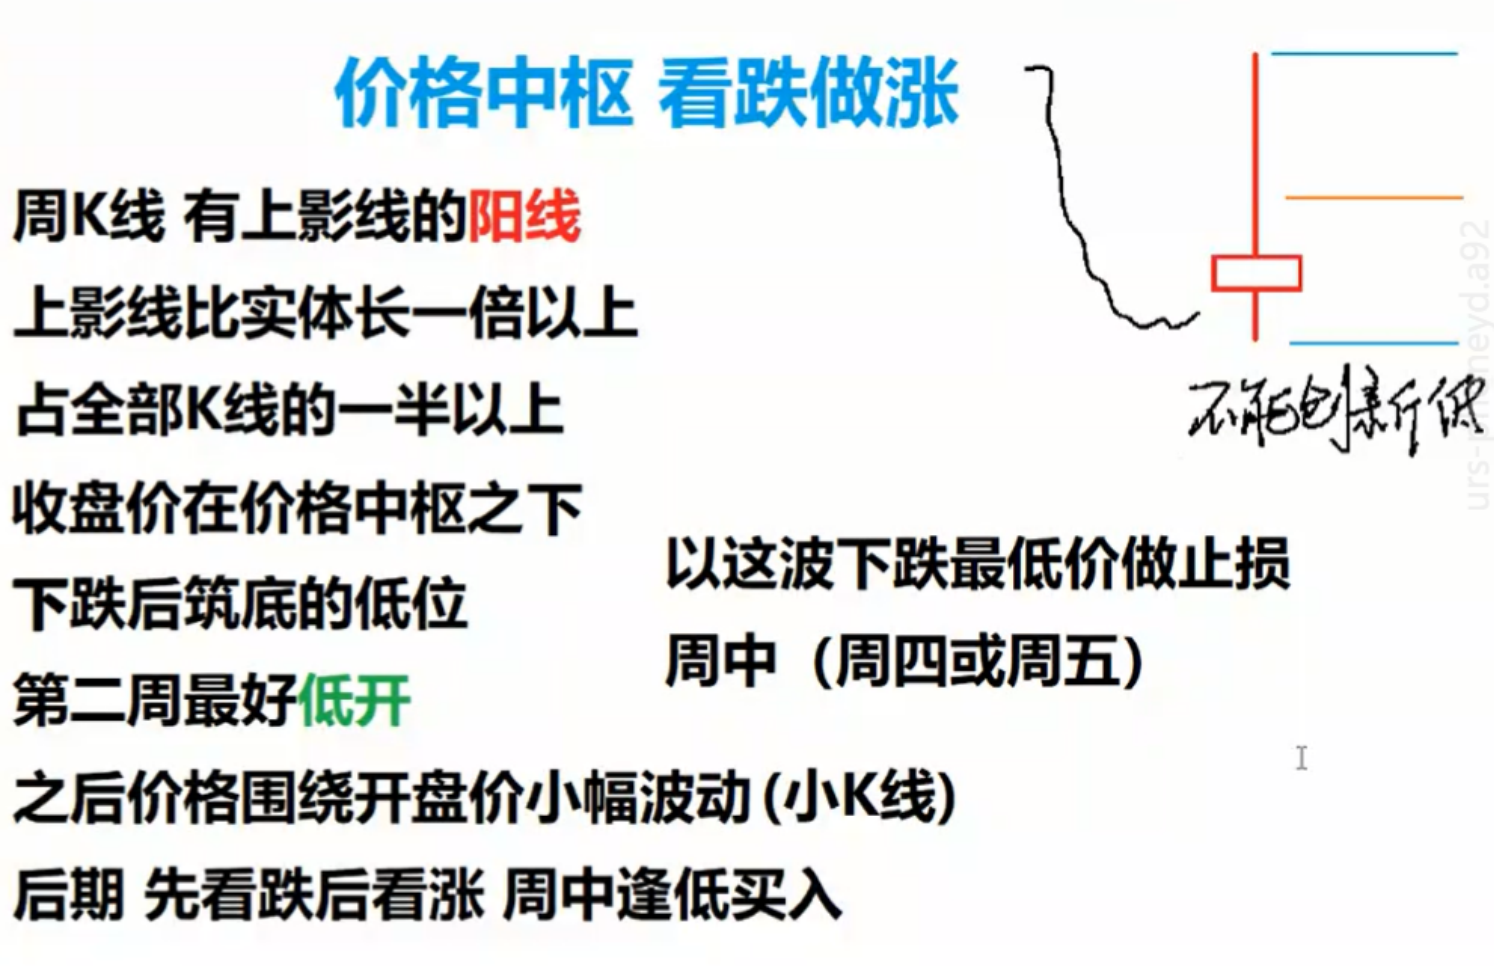 价格中枢 看跌做涨
周K线 有上影线的阳线
上影线比实体长一倍以上
占全部K线的一半以上
收盘价在价格中枢之下
下跌后筑底的低位
第二周最好低开
之后价格围绕开盘价小幅波动(小K线)
后期 先看跌后看涨 周中逢低买入
不能创新低
以这波下跌最低价做止损
周中（周四或周五）